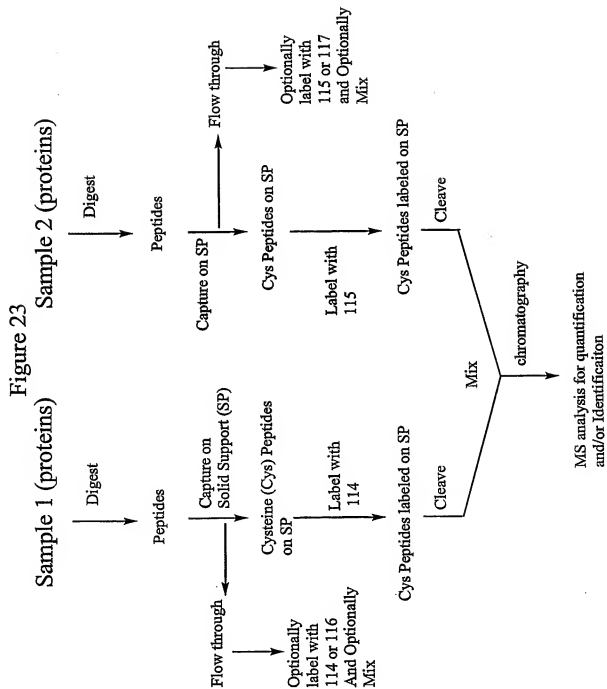 Figure 23
Sample 1 (proteins)
Digest
Peptides
Capture on
Solid Support (SP)
Flow through
Optionally
label with
114 or 116
And Optionally
Mix
Cysteine (Cys) Peptides
on SP
Label with
114
Cys Peptides labeled on SP
Cleave
Sample 2 (proteins)
Digest
Peptides
Capture on SP
Flow through
Optionally
label with
115 or 117
and Optionally
Mix
Cys Peptides on SP
Label with
115
Cys Peptides labeled on SP
Cleave
Mix
chromatography
MS analysis for quantification
and/or Identificaiton